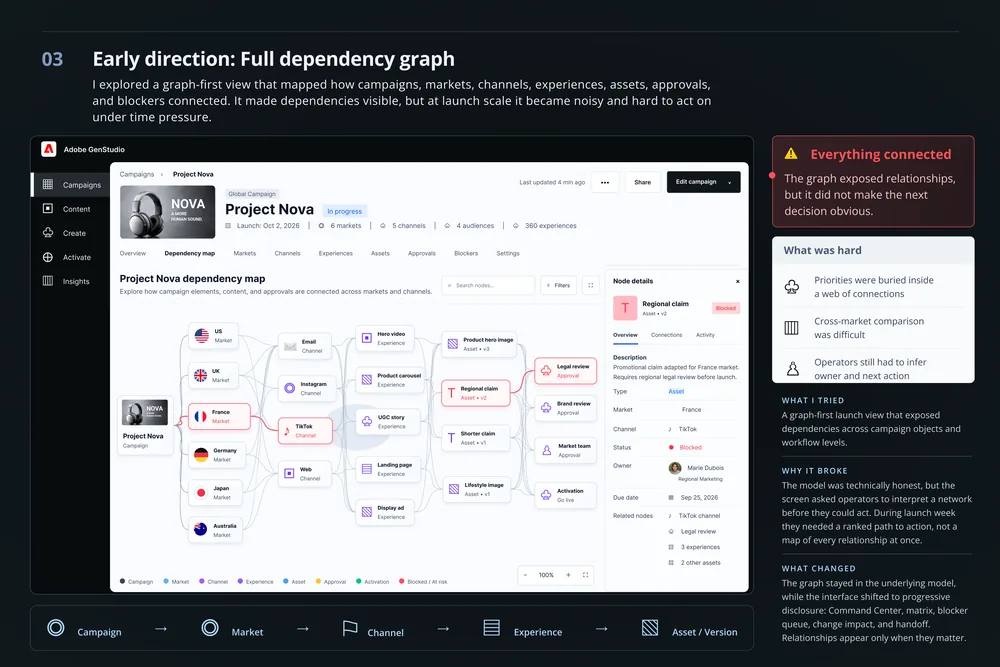 03
Early direction: Full dependency graph
I explored a graph-first view that mapped how campaigns, markets, channels, experiences, assets, approvals,
and blockers connected. It made dependencies visible, but at launch scale it became noisy and hard to act on
under time pressure.
Adobe GenStudio
Campaigns
Content
Create
Activate
Insights
Campaigns › Project Nova
NOVA
A MORE
HUMAN SOUND.
Global Campaign
Project Nova
In progress
Launch: Oct 2, 2026 | 6 markets | 5 channels | 4 audiences | 360 experiences
Last updated 4 min ago
•••
Share
Edit campaign
Overview Dependency map Markets Channels Experiences Assets Approvals Blockers Settings
Project Nova dependency map
Explore how campaign elements, content, and approvals are connected across markets and channels.
Search nodes...
Filters
NOVA
Project Nova
Campaign
US
Market
UK
Market
France
Market
Germany
Market
Japan
Market
Australia
Market
Email
Channel
Instagram
Channel
TikTok
Channel
Web
Channel
Hero video
Experience
Product carousel
Experience
UGC story
Experience
Landing page
Experience
Display ad
Experience
Product hero image
Asset • v3
Regional claim
Asset • v2
Shorter claim
Asset • v1
Lifestyle image
Asset • v1
Legal review
Approval
Brand review
Approval
Market team
Approval
Activation
Go live
Campaign Market Channel Experience Asset Approval Activation Blocked / At risk
- 100% +
Node details
×
T
Regional claim
Asset • v2
Blocked
Overview Connections Activity
Description
Promotional claim adapted for France market.
Requires regional legal review before launch.
Type Asset
Market France
Channel TikTok
Status Blocked
Owner Marie Dubois
Regional Marketing
Due date Sep 25, 2026
Related nodes TikTok channel
Legal review
3 experiences
2 other assets
Campaign → Market → Channel → Experience → Asset / Version
Everything connected
The graph exposed relationships,
but it did not make the next
decision obvious.
What was hard
Priorities were buried inside
a web of connections
Cross-market comparison
was difficult
Operators still had to infer
owner and next action
WHAT I TRIED
A graph-first launch view that exposed
dependencies across campaign objects and
workflow levels.
WHY IT BROKE
The model was technically honest, but the
screen asked operators to interpret a network
before they could act. During launch week
they needed a ranked path to action, not a
map of every relationship at once.
WHAT CHANGED
The graph stayed in the underlying model,
while the interface shifted to progressive
disclosure: Command Center, matrix, blocker
queue, change impact, and handoff.
Relationships appear only when they matter.